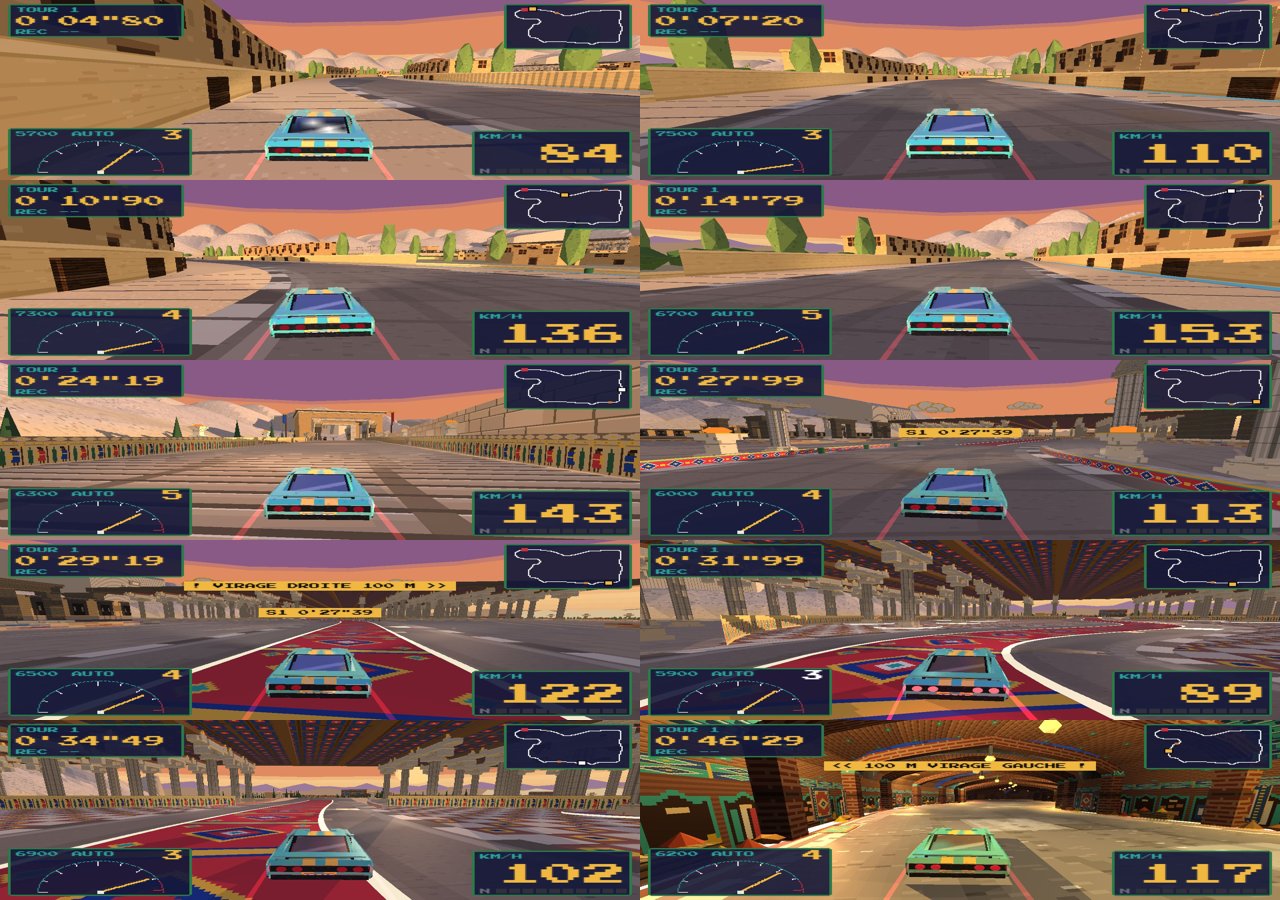 TOUR 1
0'04"80
REC --
5700 AUTO 3
KM/H
84
N
TOUR 1
0'07"20
REC --
7500 AUTO 3
KM/H
110
N
TOUR 1
0'10"90
REC --
7300 AUTO 4
KM/H
136
N
TOUR 1
0'14"79
REC --
6700 AUTO 5
KM/H
153
N
TOUR 1
0'24"19
REC --
6300 AUTO 5
KM/H
143
N
TOUR 1
0'27"99
REC --
S1 0'27"39
6000 AUTO 4
KM/H
113
N
TOUR 1
0'29"19
REC --
! VIRAGE DROITE 100 M >>
S1 0'27"39
6500 AUTO 4
KM/H
122
N
TOUR 1
0'31"99
REC --
5900 AUTO 3
KM/H
89
N
TOUR 1
0'34"49
REC --
6900 AUTO 3
KM/H
102
N
TOUR 1
0'46"29
REC --
<< 100 M VIRAGE GAUCHE !
6200 AUTO 4
KM/H
117
N